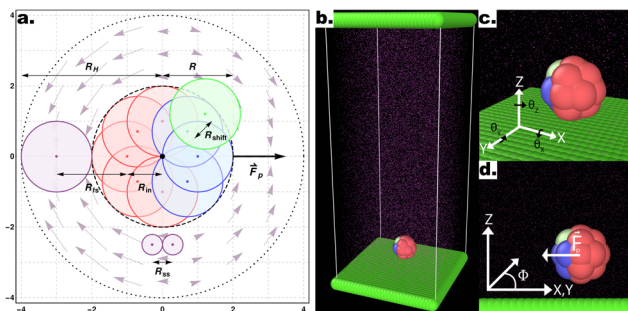 a.
b.
c.
d.
4
2
0
−2
−4
−4
−2
0
2
4
R_H
R
R_shift
F_p
R_fs
R_in
R_ss
Z
θ_z
X
θ_x
Y
θ_y
Z
Φ
X,Y